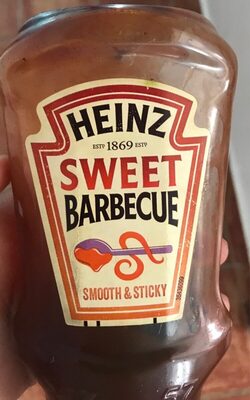 HEINZ
ESTD 1869 ESTD
SWEET
BARBECUE
SMOOTH & STICKY